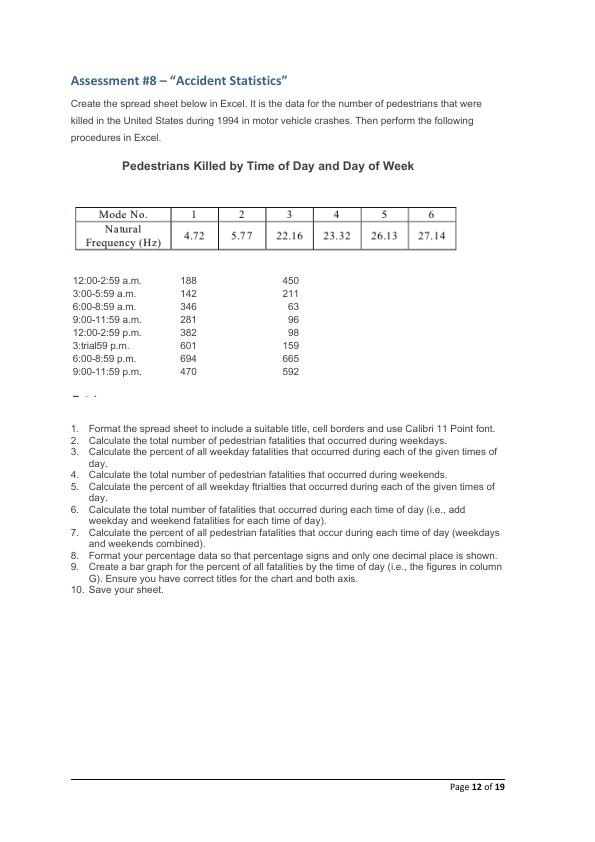 Assessment #8 – “Accident Statistics”
Create the spread sheet below in Excel. It is the data for the number of pedestrians that were
killed in the United States during 1994 in motor vehicle crashes. Then perform the following
procedures in Excel.
Pedestrians Killed by Time of Day and Day of Week
Mode No. 1 2 3 4 5 6
Natural
Frequency (Hz) 4.72 5.77 22.16 23.32 26.13 27.14
12:00-2:59 a.m. 188 450
3:00-5:59 a.m. 142 211
6:00-8:59 a.m. 346 63
9:00-11:59 a.m. 281 96
12:00-2:59 p.m. 382 98
3:trial59 p.m. 601 159
6:00-8:59 p.m. 694 665
9:00-11:59 p.m. 470 592
1. Format the spread sheet to include a suitable title, cell borders and use Calibri 11 Point font.
2. Calculate the total number of pedestrian fatalities that occurred during weekdays.
3. Calculate the percent of all weekday fatalities that occurred during each of the given times of
day.
4. Calculate the total number of pedestrian fatalities that occurred during weekends.
5. Calculate the percent of all weekday ftrialties that occurred during each of the given times of
day.
6. Calculate the total number of fatalities that occurred during each time of day (i.e., add
weekday and weekend fatalities for each time of day).
7. Calculate the percent of all pedestrian fatalities that occur during each time of day (weekdays
and weekends combined).
8. Format your percentage data so that percentage signs and only one decimal place is shown.
9. Create a bar graph for the percent of all fatalities by the time of day (i.e., the figures in column
G). Ensure you have correct titles for the chart and both axis.
10. Save your sheet.
Page 12 of 19